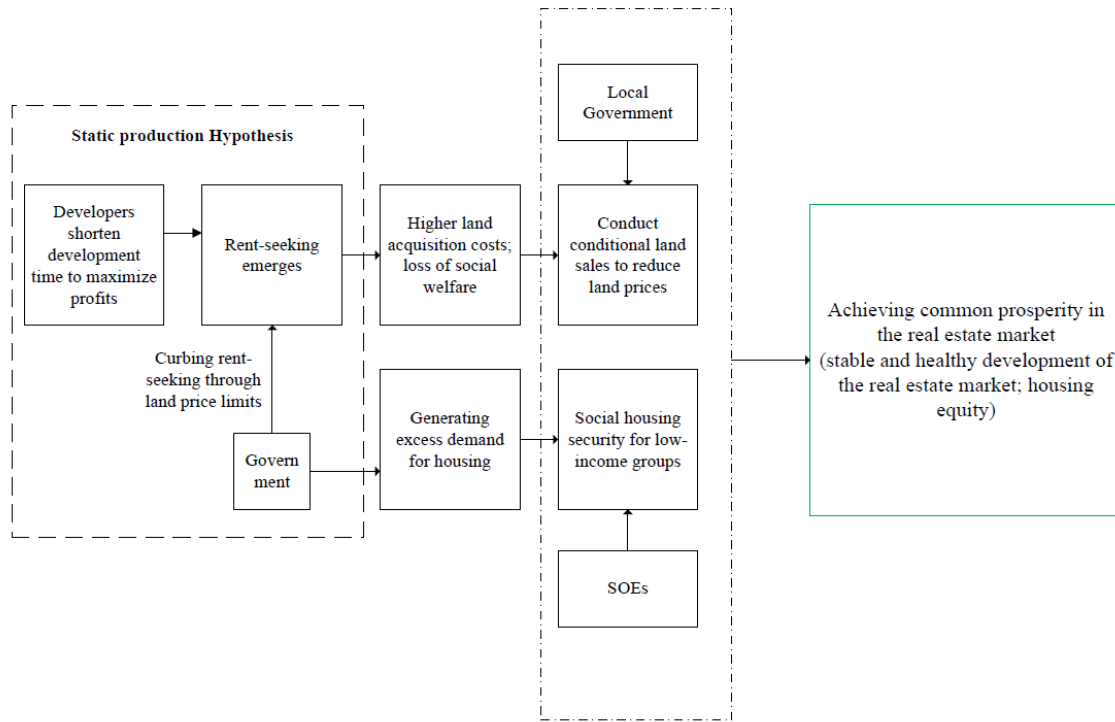 Static production Hypothesis
Developers
shorten
development
time to maximize
profits
Rent-seeking
emerges
Curbing rent-
seeking through
land price limits
Govern
ment
Higher land
acquisition costs;
loss of social
welfare
Generating
excess demand
for housing
Local
Government
Conduct
conditional land
sales to reduce
land prices
Social housing
security for low-
income groups
SOEs
Achieving common prosperity in
the real estate market
(stable and healthy development of
the real estate market; housing
equity)